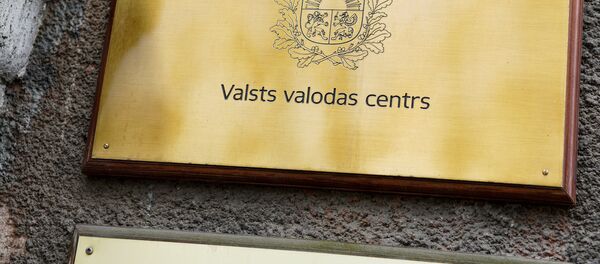 Valsts valodas centrs